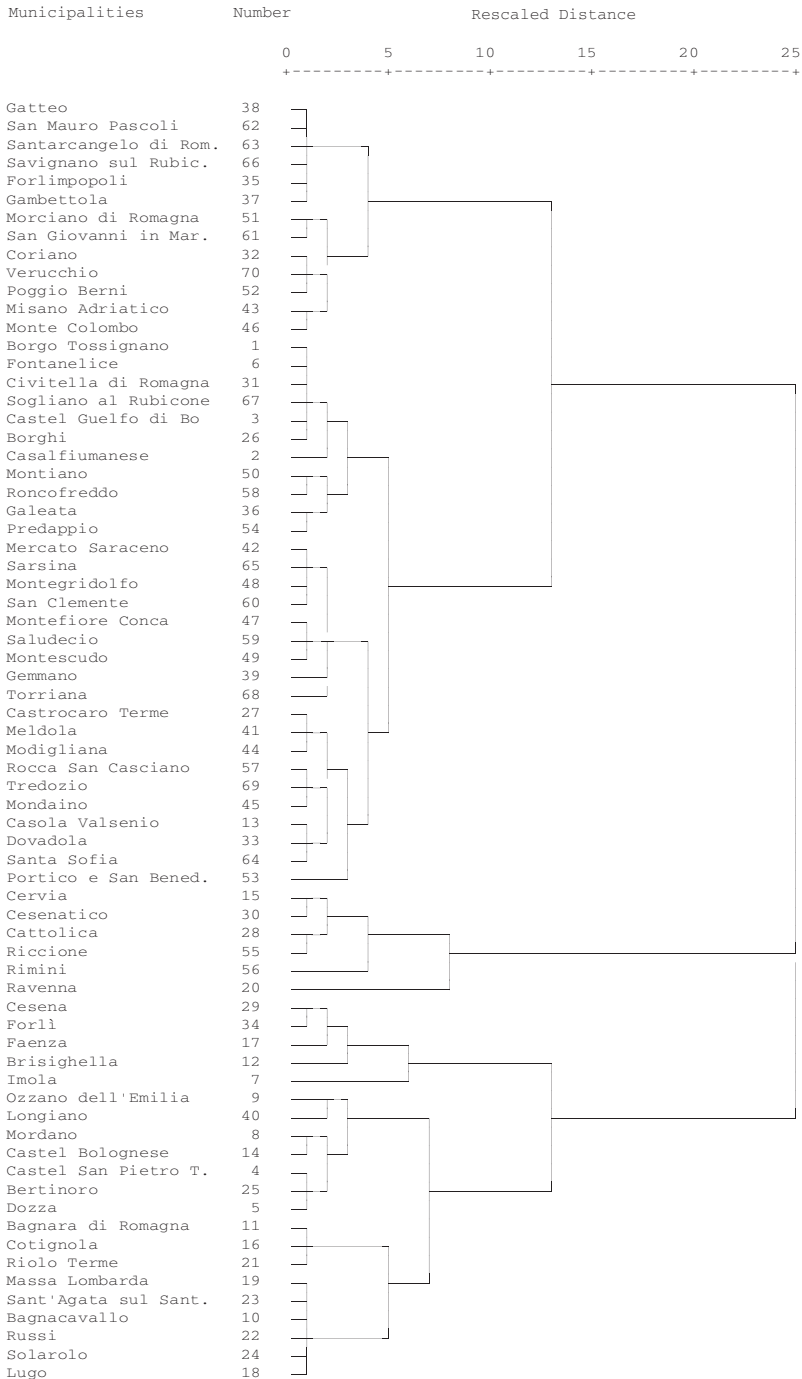 Municipalities Number Rescaled Distance
0 5 10 15 20 25
Gatteo 38
San Mauro Pascoli 62
Santarcangelo di Rom. 63
Savignano sul Rubic. 66
Forlimpopoli 35
Gambettola 37
Morciano di Romagna 51
San Giovanni in Mar. 61
Coriano 32
Verucchio 70
Poggio Berni 52
Misano Adriatico 43
Monte Colombo 46
Borgo Tossignano 1
Fontanelice 6
Civitella di Romagna 31
Sogliano al Rubicone 67
Castel Guelfo di Bo 3
Borghi 26
Casalfiumanese 2
Montiano 50
Roncofreddo 58
Galeata 36
Predappio 54
Mercato Saraceno 42
Sarsina 65
Montegridolfo 48
San Clemente 60
Montefiore Conca 47
Saludecio 59
Montescudo 49
Gemmano 39
Torriana 68
Castrocaro Terme 27
Meldola 41
Modigliana 44
Rocca San Casciano 57
Tredozio 69
Mondaino 45
Casola Valsenio 13
Dovadola 33
Santa Sofia 64
Portico e San Bened. 53
Cervia 15
Cesenatico 30
Cattolica 28
Riccione 55
Rimini 56
Ravenna 20
Cesena 29
Forlì 34
Faenza 17
Brisighella 12
Imola 7
Ozzano dell'Emilia 9
Longiano 40
Mordano 8
Castel Bolognese 14
Castel San Pietro T. 4
Bertinoro 25
Dozza 5
Bagnara di Romagna 11
Cotignola 16
Riolo Terme 21
Massa Lombarda 19
Sant'Agata sul Sant. 23
Bagnacavallo 10
Russi 22
Solarolo 24
Lugo 18